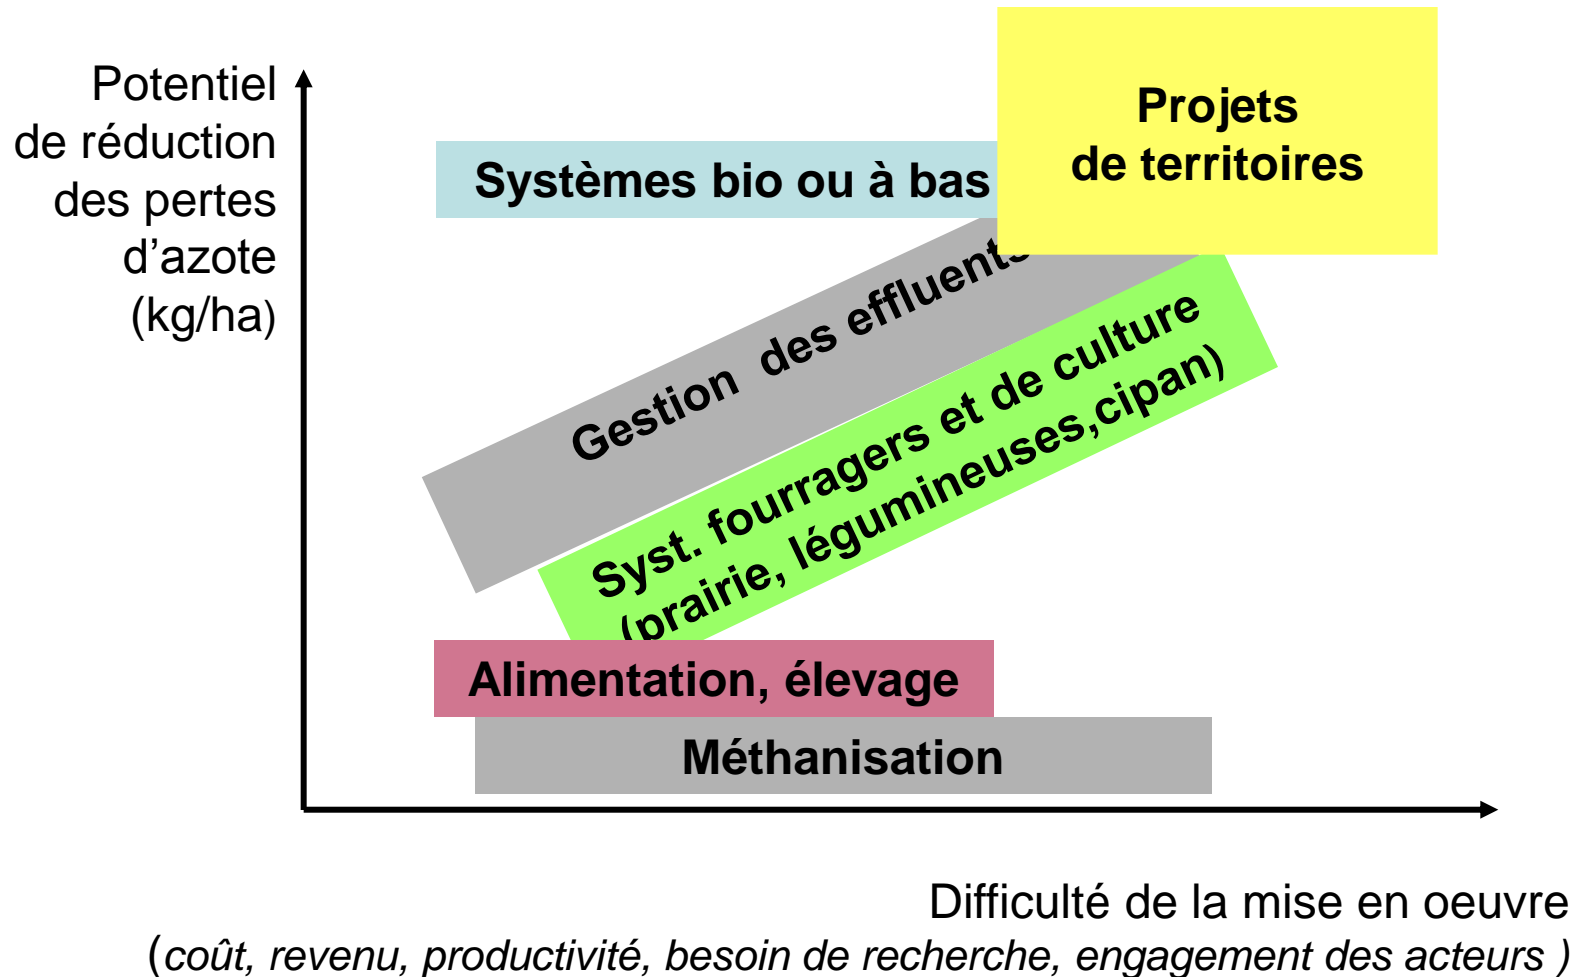 Potentiel
de réduction
des pertes
d’azote
(kg/ha)
Projets
de territoires
Systèmes bio ou à bas
Gestion des effluents
Syst. fourragers et de culture
(prairie, légumineuses,cipan)
Alimentation, élevage
Méthanisation
Difficulté de la mise en oeuvre
(coût, revenu, productivité, besoin de recherche, engagement des acteurs )